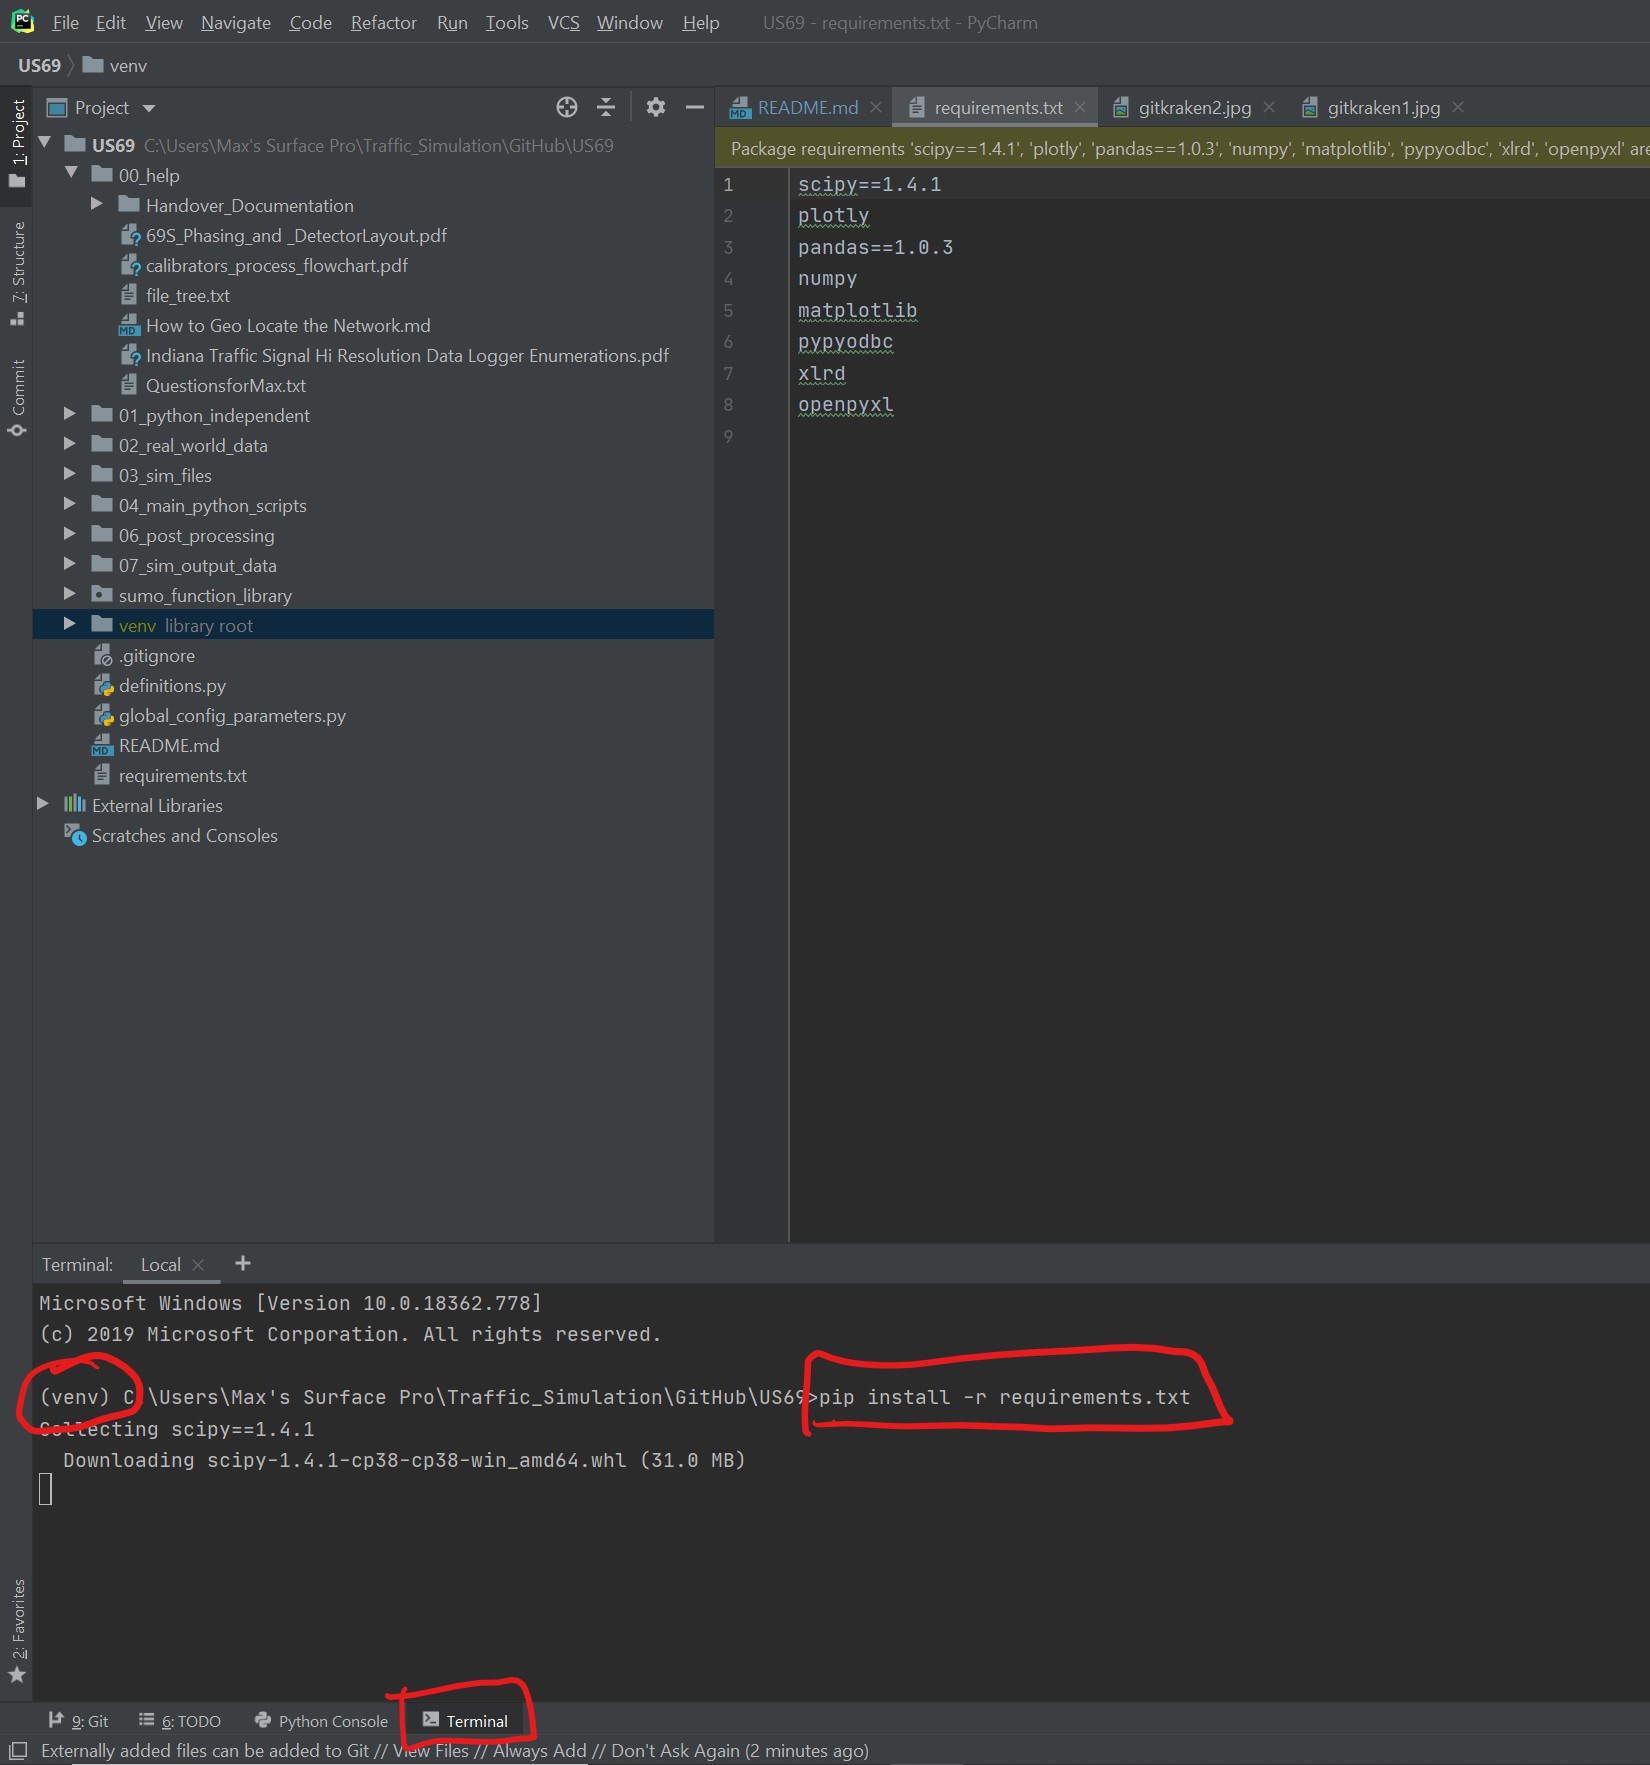 File Edit View Navigate Code Refactor Run Tools VCS Window Help US69 - requirements.txt - PyCharm
US69 venv
1: Project
7: Structure
Commit
2: Favorites
Project
US69 C:\Users\Max's Surface Pro\Traffic_Simulation\GitHub\US69
00_help
Handover_Documentation
69S_Phasing_and _DetectorLayout.pdf
calibrators_process_flowchart.pdf
file_tree.txt
How to Geo Locate the Network.md
Indiana Traffic Signal Hi Resolution Data Logger Enumerations.pdf
QuestionsforMax.txt
01_python_independent
02_real_world_data
03_sim_files
04_main_python_scripts
06_post_processing
07_sim_output_data
sumo_function_library
venv library root
.gitignore
definitions.py
global_config_parameters.py
README.md
requirements.txt
External Libraries
Scratches and Consoles
README.md requirements.txt gitkraken2.jpg gitkraken1.jpg
Package requirements 'scipy==1.4.1', 'plotly', 'pandas==1.0.3', 'numpy', 'matplotlib', 'pypyodbc', 'xlrd', 'openpyxl' are
1 scipy==1.4.1
2 plotly
3 pandas==1.0.3
4 numpy
5 matplotlib
6 pypyodbc
7 xlrd
8 openpyxl
9
Terminal: Local +
Microsoft Windows [Version 10.0.18362.778]
(c) 2019 Microsoft Corporation. All rights reserved.
(venv) C:\Users\Max's Surface Pro\Traffic_Simulation\GitHub\US69>pip install -r requirements.txt
Collecting scipy==1.4.1
Downloading scipy-1.4.1-cp38-cp38-win_amd64.whl (31.0 MB)
9: Git 6: TODO Python Console Terminal
Externally added files can be added to Git // View Files // Always Add // Don't Ask Again (2 minutes ago)